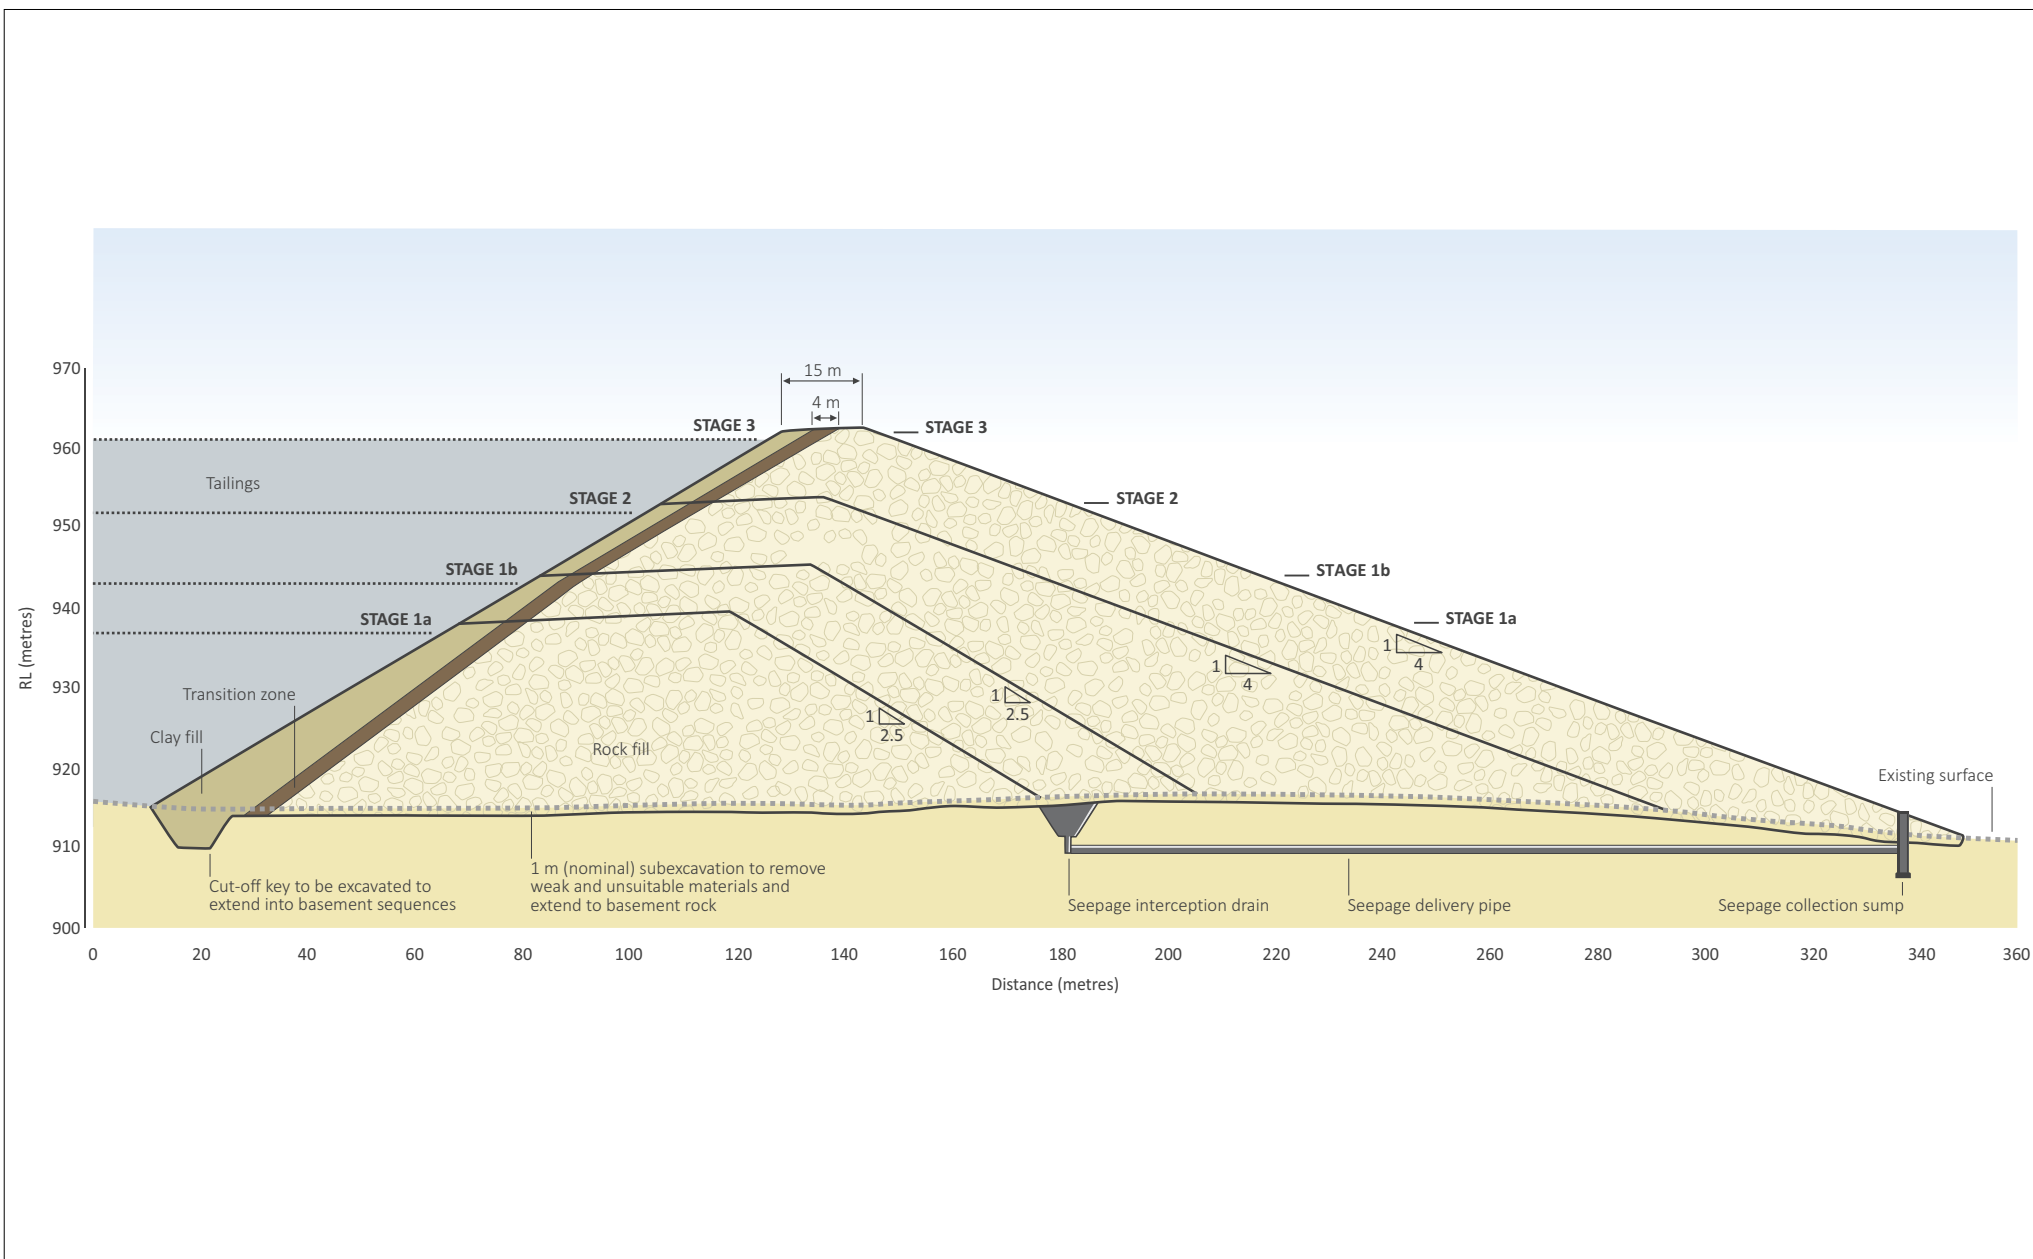 15 m
970
4 m
STAGE 3
STAGE 3
960
Tailings
STAGE 2
STAGE 2
950
STAGE 1b
STAGE 1b
940
STAGE 1a
STAGE 1a
1
4
1
4
RL (metres)
930
Transition zone
1
2.5
1
2.5
Clay fill
Rock fill
920
Existing surface
910
1 m (nominal) subexcavation to remove
weak and unsuitable materials and
extend to basement rock
Cut-off key to be excavated to
extend into basement sequences
Seepage interception drain
Seepage delivery pipe
Seepage collection sump
900
0 20 40 60 80 100 120 140 160 180 200 220 240 260 280 300 320 340 360
Distance (metres)